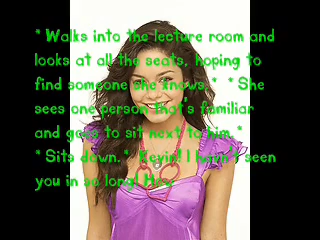 * Walks into the lecture room and
looks at all the seats, hoping to
find someone she knows.* * She
sees one person that's familiar
and goes to sit next to him.*
* Sits down.* Kevin! I haven't seen
you in so long! How